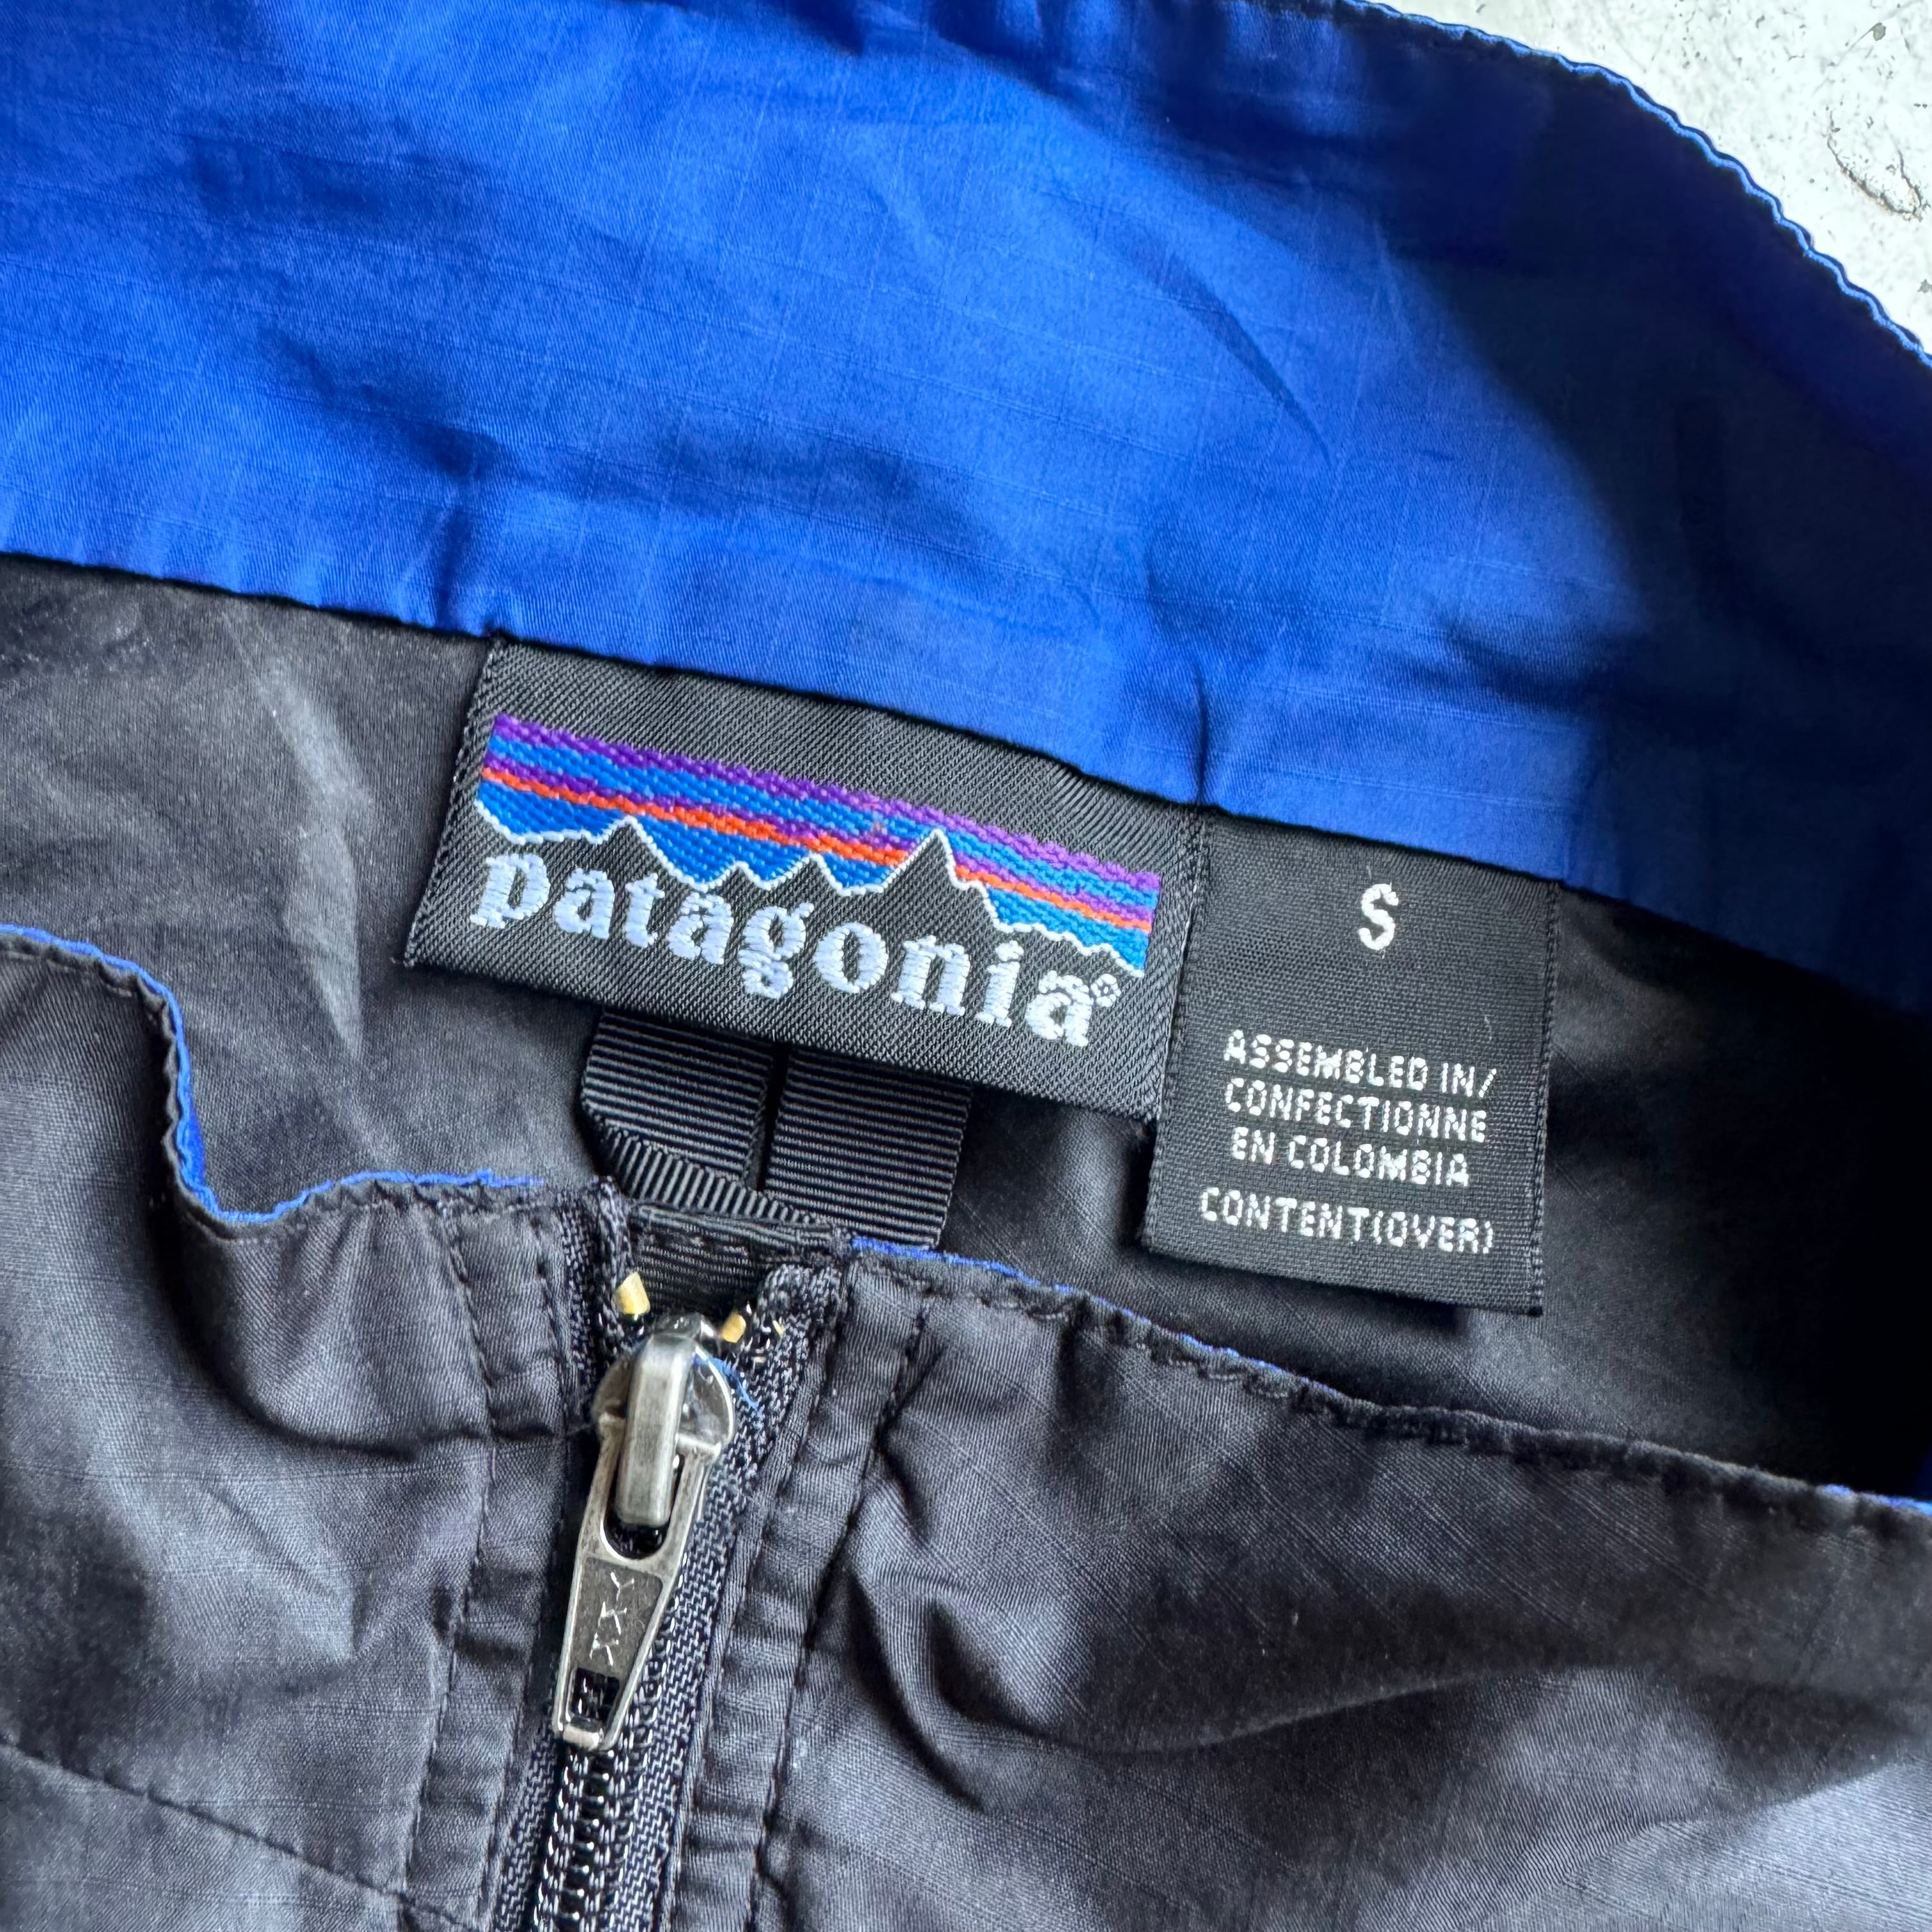 patagonia®
S
ASSEMBLED IN/
CONFECTIONNE
EN COLOMBIA
CONTENT(OVER)